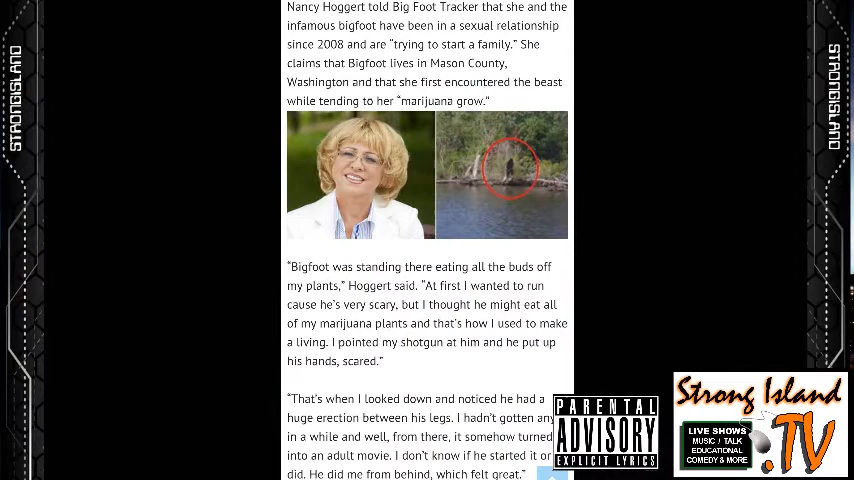 Nancy Hoggert told Big Foot Tracker that she and the
infamous bigfoot have been in a sexual relationship
since 2008 and are “trying to start a family.” She
claims that Bigfoot lives in Mason County,
Washington and that she first encountered the beast
while tending to her “marijuana grow.”
STRONGISLAND
STRONGISLAND
“Bigfoot was standing there eating all the buds off
my plants,” Hoggert said. “At first I wanted to run
cause he's very scary, but I thought he might eat all
of my marijuana plants and that's how I used to make
a living. I pointed my shotgun at him and he put up
his hands, scared.”
“That's when I looked down and noticed he had a
huge erection between his legs. I hadn't gotten any
in a while and well, from there, it somehow turned
into an adult movie. I don't know if he started it or
did. He did me from behind, which felt great.”
PARENTAL
ADVISORY
EXPLICIT LYRICS
Strong Island
.TV
LIVE SHOWS
MUSIC / TALK
EDUCATIONAL
COMEDY & MORE